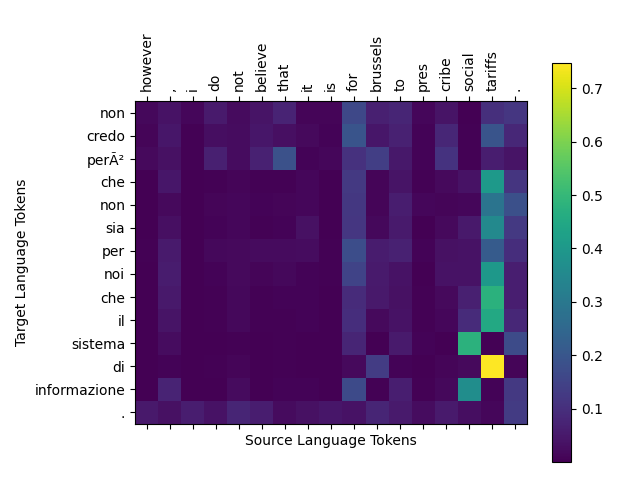 however , i do not believe that it is for brussels to pres cribe social tariffs .
non
credo
perÃ²
che
non
sia
per
noi
che
il
sistema
di
informazione
.
Target Language Tokens
Source Language Tokens
0.7
0.6
0.5
0.4
0.3
0.2
0.1